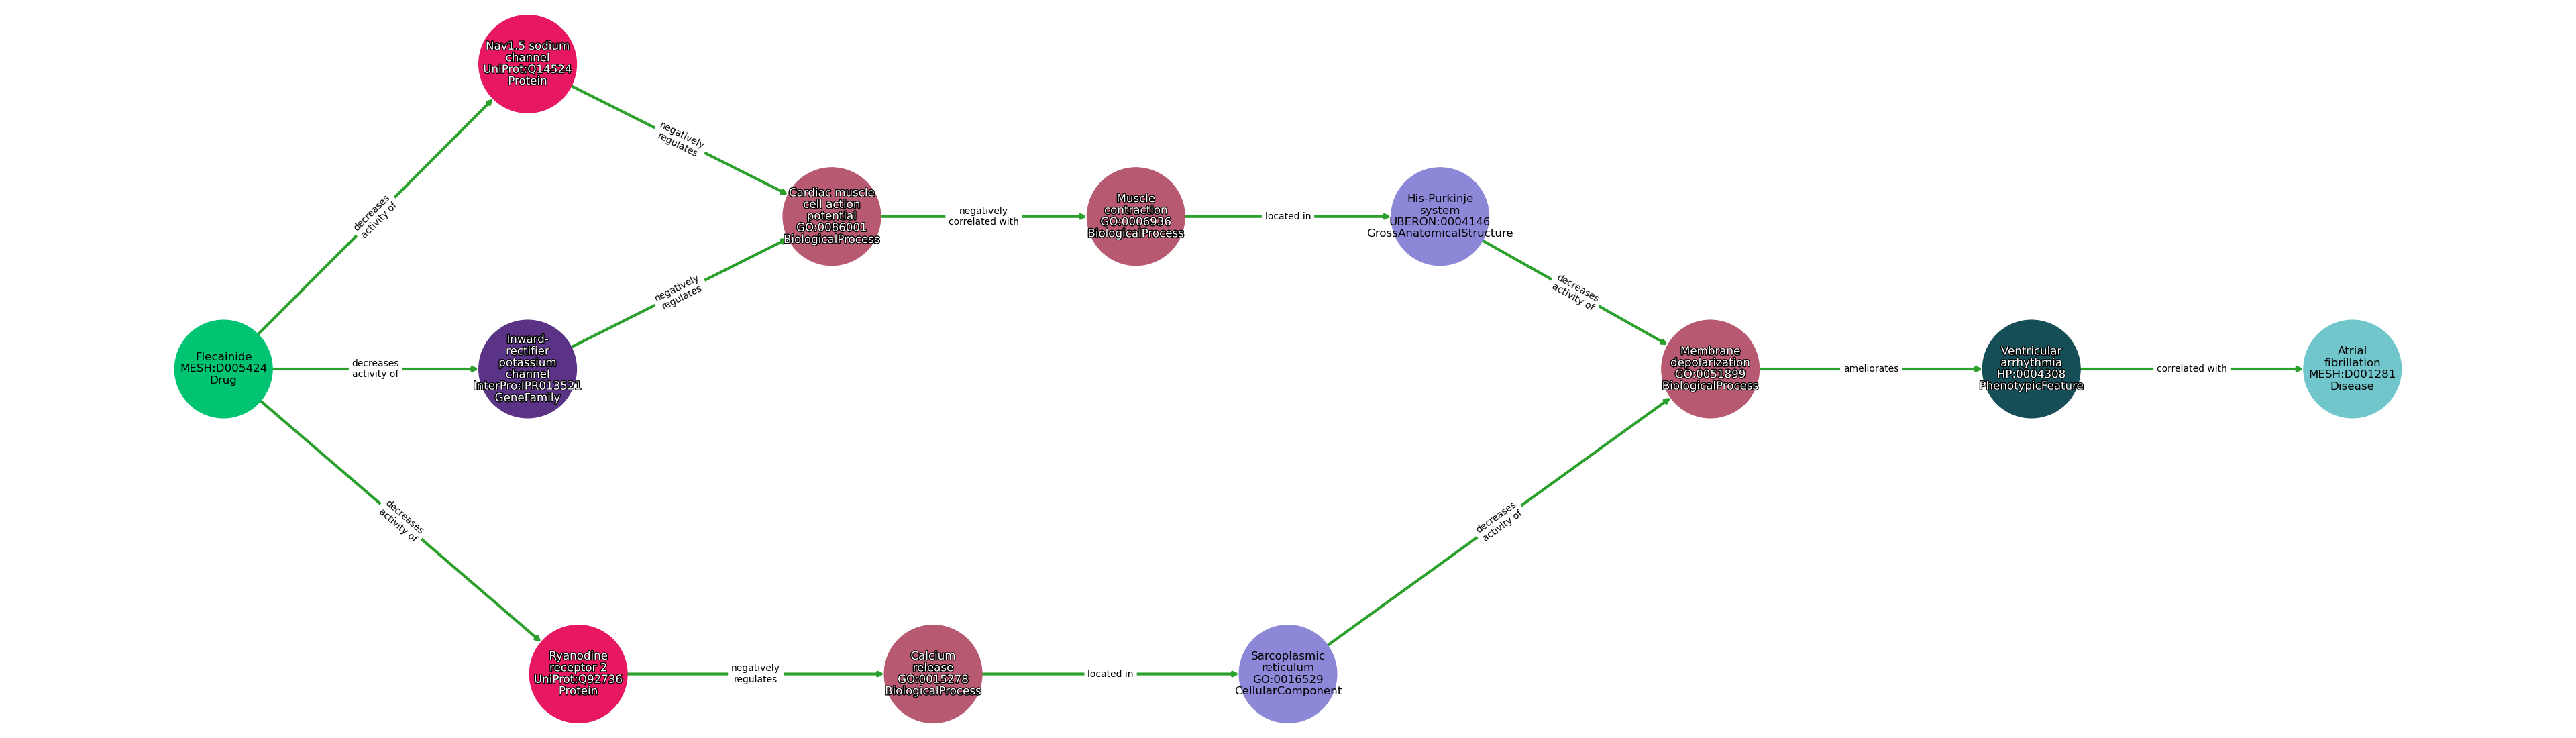 Nav1.5 sodium
channel
UniProt:Q14524
Protein
negatively
regulates
decreases
activity of
Cardiac muscle
cell action
potential
GO:0086001
BiologicalProcess
negatively
correlated with
Muscle
contraction
GO:0006936
BiologicalProcess
located in
His-Purkinje
system
UBERON:0004146
GrossAnatomicalStructure
decreases
activity of
negatively
regulates
Flecainide
MESH:D005424
Drug
decreases
activity of
Inward-
rectifier
potassium
channel
InterPro:IPR013521
GeneFamily
Membrane
depolarization
GO:0051899
BiologicalProcess
ameliorates
Ventricular
arrhythmia
HP:0004308
PhenotypicFeature
correlated with
Atrial
fibrillation
MESH:D001281
Disease
decreases
activity of
decreases
activity of
Ryanodine
receptor 2
UniProt:Q92736
Protein
negatively
regulates
Calcium
release
GO:0015278
BiologicalProcess
located in
Sarcoplasmic
reticulum
GO:0016529
CellularComponent